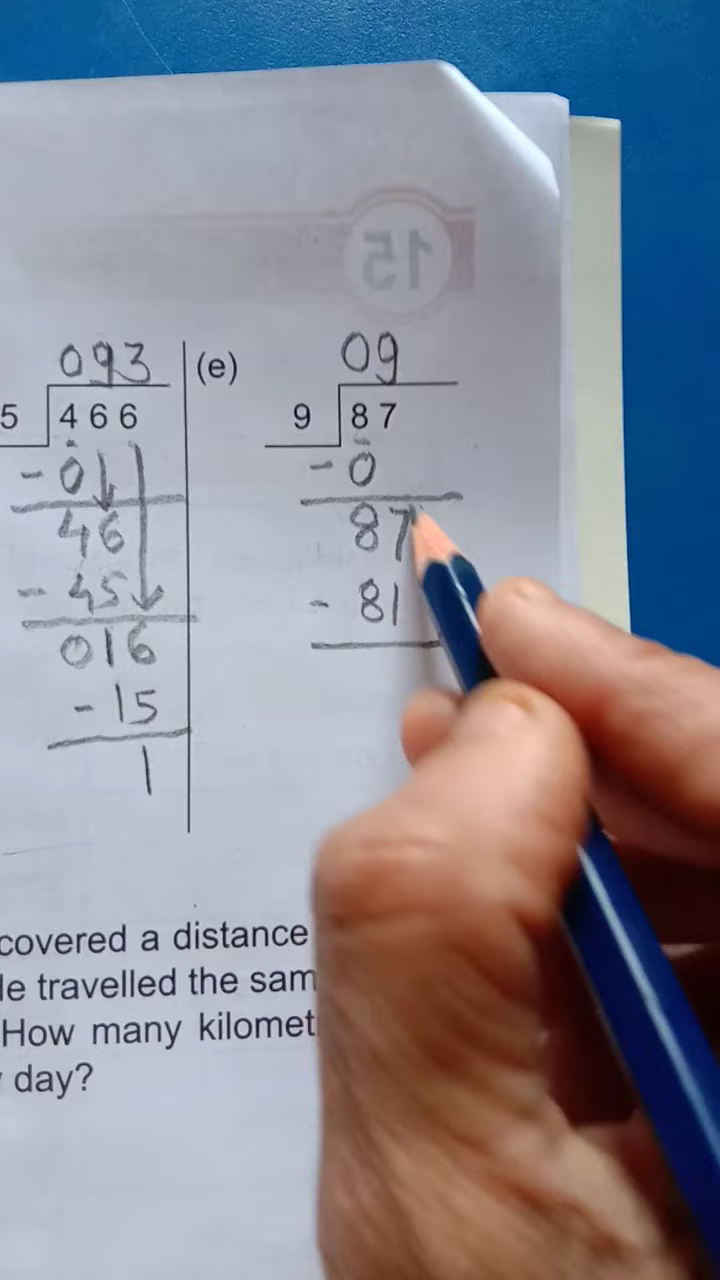 15
093
5 466
-0
46
-45
016
-15
1
(e)
09
9 87
-0
87
-81
covered a distance
le travelled the sam
How many kilomet
day?